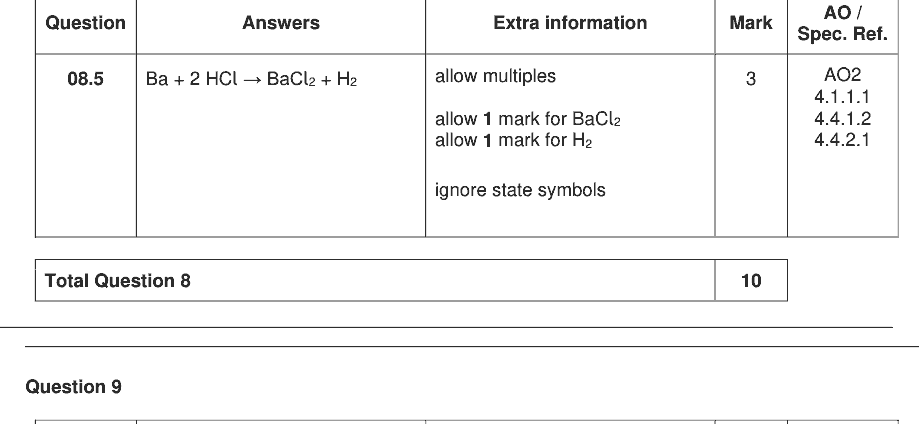 Question Answers Extra information Mark AO / Spec. Ref.
08.5 Ba + 2 HCl → BaCl₂ + H₂ allow multiples 3 AO2
4.1.1.1
allow 1 mark for BaCl₂ 4.4.1.2
allow 1 mark for H₂ 4.4.2.1
ignore state symbols
Total Question 8 10
Question 9